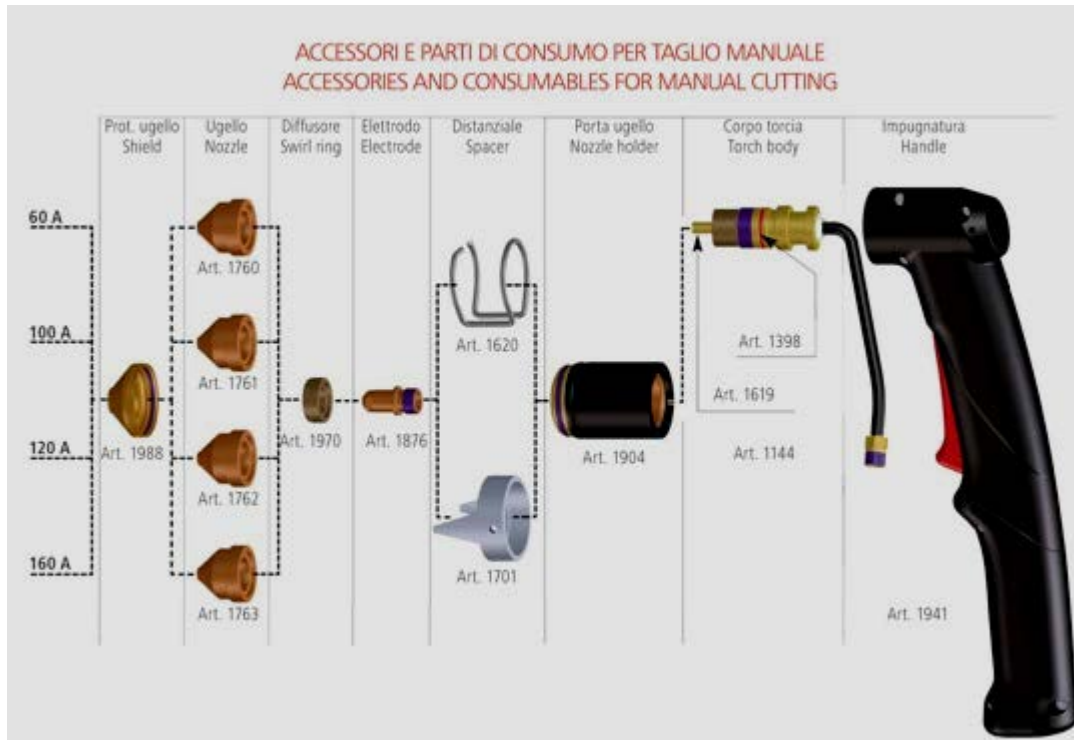 ACCESSORI E PARTI DI CONSUMO PER TAGLIO MANUALE
ACCESSORIES AND CONSUMABLES FOR MANUAL CUTTING
Prot. ugello
Shield
Ugello
Nozzle
Diffusore
Swirl ring
Elettrodo
Electrode
Distanziale
Spacer
Porta ugello
Nozzle holder
Corpo torcia
Torch body
Impugnatura
Handle
60 A
100 A
120 A
160 A
Art. 1988
Art. 1760
Art. 1761
Art. 1762
Art. 1763
Art. 1970
Art. 1876
Art. 1620
Art. 1701
Art. 1904
Art. 1398
Art. 1619
Art. 1144
Art. 1941